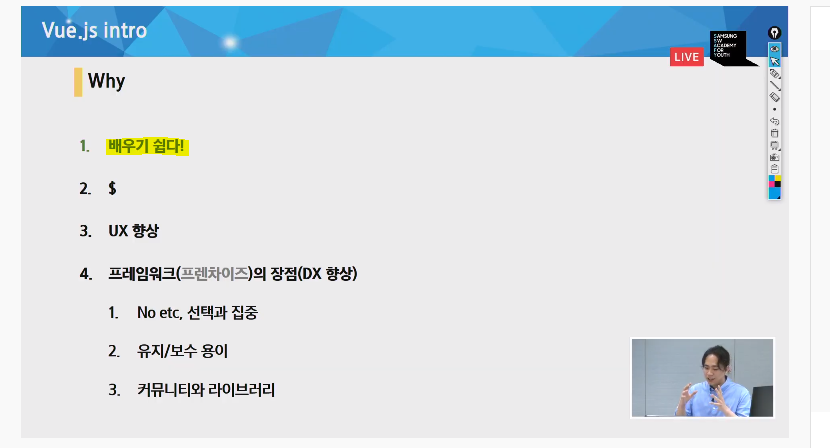 Vue.js intro
SAMSUNG
SW
ACADEMY
FOR
YOUTH
LIVE
Why
1. 배우기 쉽다!
2. $
3. UX 향상
4. 프레임워크(프렌차이즈)의 장점(DX 향상)
1. No etc, 선택과 집중
2. 유지/보수 용이
3. 커뮤니티와 라이브러리